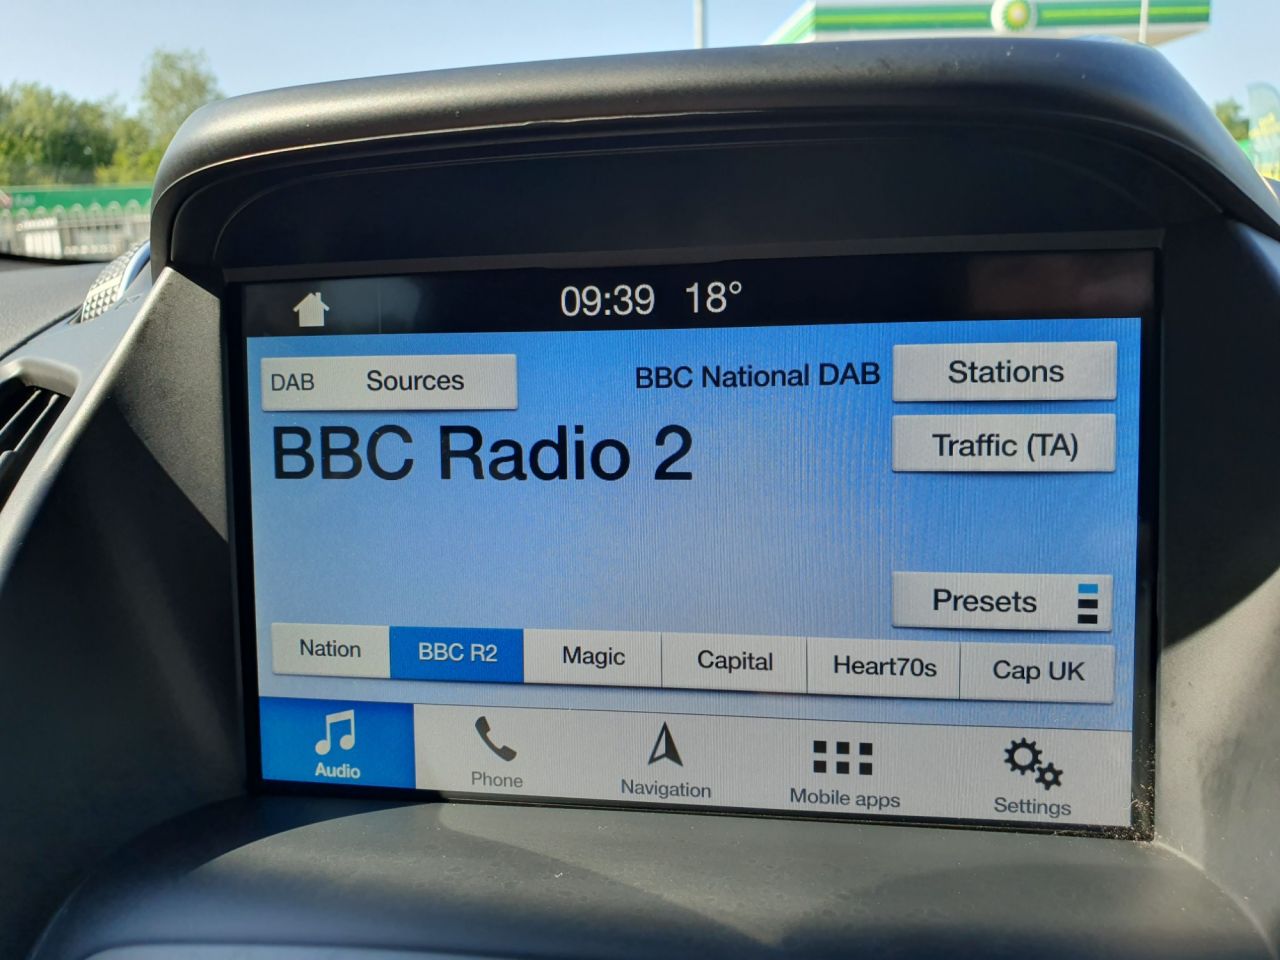 09:39 18°
DAB Sources
BBC National DAB
Stations
BBC Radio 2
Traffic (TA)
Presets
Nation
BBC R2
Magic
Capital
Heart70s
Cap UK
Audio
Phone
Navigation
Mobile apps
Settings